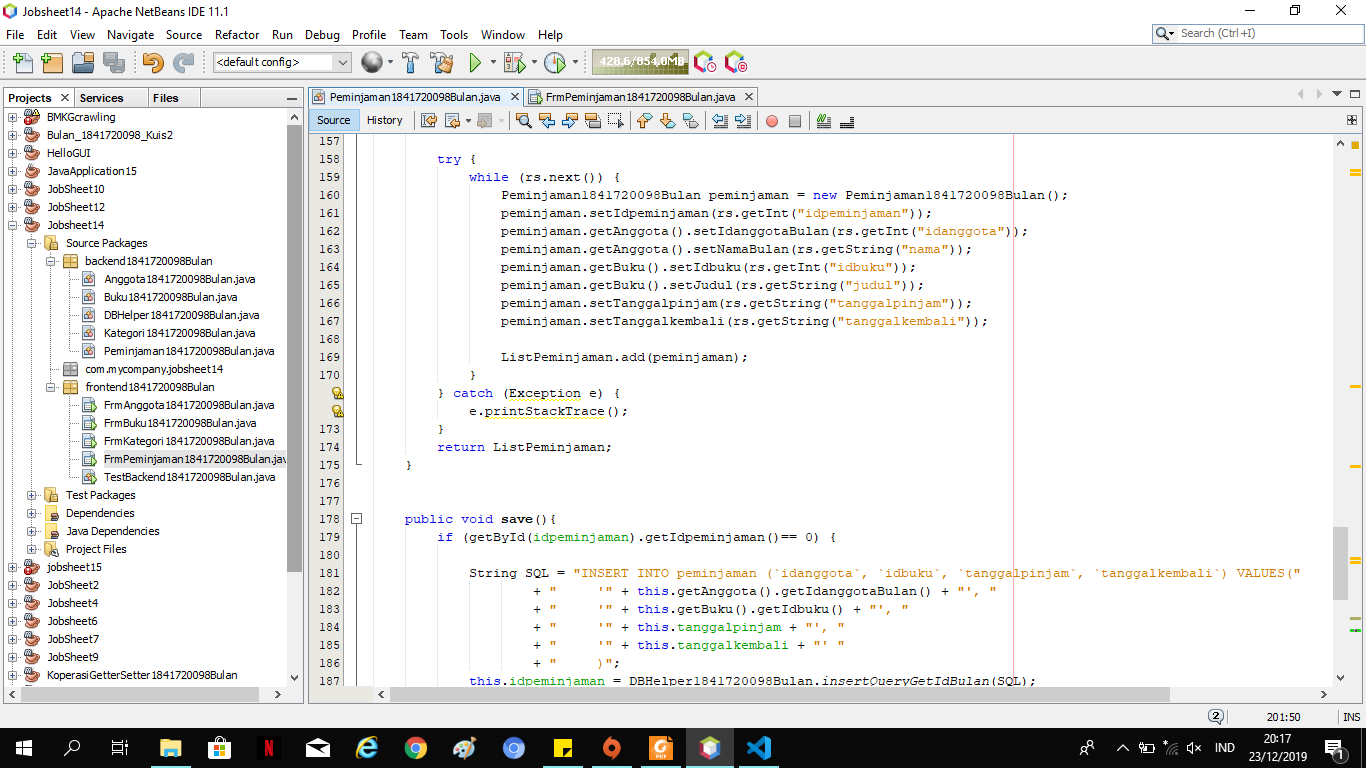 Jobsheet14 - Apache NetBeans IDE 11.1
File Edit View Navigate Source Refactor Run Debug Profile Team Tools Window Help
Search (Ctrl+I)
<default config>
428.6/854.0MB
Projects Services Files
Peminjaman1841720098Bulan.java FrmPeminjaman1841720098Bulan.java
Source History
BMKGcrawling
Bulan_1841720098_Kuis2
HelloGUI
JavaApplication15
JobSheet10
JobSheet12
Jobsheet14
Source Packages
backend1841720098Bulan
Anggota1841720098Bulan.java
Buku1841720098Bulan.java
DBHelper1841720098Bulan.java
Kategori1841720098Bulan.java
Peminjaman1841720098Bulan.java
com.mycompany.jobsheet14
frontend1841720098Bulan
FrmAnggota1841720098Bulan.java
FrmBuku1841720098Bulan.java
FrmKategori1841720098Bulan.java
FrmPeminjaman1841720098Bulan.jav
TestBackend1841720098Bulan.java
Test Packages
Dependencies
Java Dependencies
Project Files
jobsheet15
JobSheet2
Jobsheet4
Jobsheet6
JobSheet7
JobSheet9
KoperasiGetterSetter1841720098Bulan
157
158 try {
159 while (rs.next()) {
160 Peminjaman1841720098Bulan peminjaman = new Peminjaman1841720098Bulan();
161 peminjaman.setIdpeminjaman(rs.getInt("idpeminjaman"));
162 peminjaman.getAnggota().setIdanggotaBulan(rs.getInt("idanggota"));
163 peminjaman.getAnggota().setNamaBulan(rs.getString("nama"));
164 peminjaman.getBuku().setIdbuku(rs.getInt("idbuku"));
165 peminjaman.getBuku().setJudul(rs.getString("judul"));
166 peminjaman.setTanggalpinjam(rs.getString("tanggalpinjam"));
167 peminjaman.setTanggalkembali(rs.getString("tanggalkembali"));
168
169 ListPeminjaman.add(peminjaman);
170 }
} catch (Exception e) {
e.printStackTrace();
173 }
174 return ListPeminjaman;
175 }
176
177
178 public void save(){
179 if (getById(idpeminjaman).getIdpeminjaman()== 0) {
180
181 String SQL = "INSERT INTO peminjaman (`idanggota`, `idbuku`, `tanggalpinjam`, `tanggalkembali`) VALUES("
182 + "     '" + this.getAnggota().getIdanggotaBulan() + "', "
183 + "     '" + this.getBuku().getIdbuku() + "', "
184 + "     '" + this.tanggalpinjam + "', "
185 + "     '" + this.tanggalkembali + "' "
186 + "     )";
187 this.idpeminjaman = DBHelper1841720098Bulan.insertQueryGetIdBulan(SQL);
2 201:50 INS
IND
20:17
23/12/2019
1